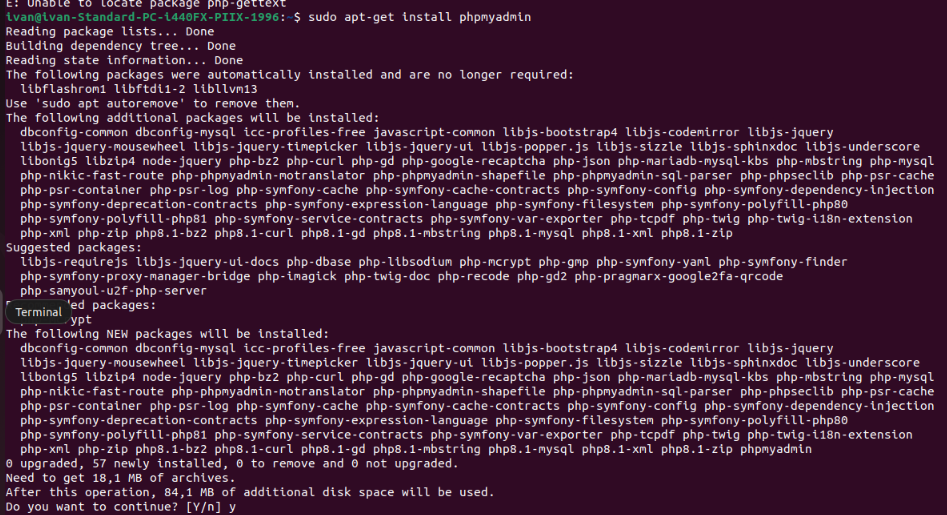 E: Unable to locate package php-gettext
ivan@ivan-Standard-PC-i440FX-PIIX-1996:~$ sudo apt-get install phpmyadmin
Reading package lists... Done
Building dependency tree... Done
Reading state information... Done
The following packages were automatically installed and are no longer required:
  libflashrom1 libftdi1-2 libllvm13
Use 'sudo apt autoremove' to remove them.
The following additional packages will be installed:
  dbconfig-common dbconfig-mysql icc-profiles-free javascript-common libjs-bootstrap4 libjs-codemirror libjs-jquery
  libjs-jquery-mousewheel libjs-jquery-timepicker libjs-jquery-ui libjs-popper.js libjs-sizzle libjs-sphinxdoc libjs-underscore
  libonig5 libzip4 node-jquery php-bz2 php-curl php-gd php-google-recaptcha php-json php-mariadb-mysql-kbs php-mbstring php-mysql
  php-nikic-fast-route php-phpmyadmin-motranslator php-phpmyadmin-shapefile php-phpmyadmin-sql-parser php-phpseclib php-psr-cache
  php-psr-container php-psr-log php-symfony-cache php-symfony-cache-contracts php-symfony-config php-symfony-dependency-injection
  php-symfony-deprecation-contracts php-symfony-expression-language php-symfony-filesystem php-symfony-polyfill-php80
  php-symfony-polyfill-php81 php-symfony-service-contracts php-symfony-var-exporter php-tcpdf php-twig php-twig-i18n-extension
  php-xml php-zip php8.1-bz2 php8.1-curl php8.1-gd php8.1-mbstring php8.1-mysql php8.1-xml php8.1-zip
Suggested packages:
  libjs-requirejs libjs-jquery-ui-docs php-dbase php-libsodium php-mcrypt php-gmp php-symfony-yaml php-symfony-finder
  php-symfony-proxy-manager-bridge php-imagick php-twig-doc php-recode php-gd2 php-pragmarx-google2fa-qrcode
  php-samyoul-u2f-php-server
packages:
Terminal
The following NEW packages will be installed:
  dbconfig-common dbconfig-mysql icc-profiles-free javascript-common libjs-bootstrap4 libjs-codemirror libjs-jquery
  libjs-jquery-mousewheel libjs-jquery-timepicker libjs-jquery-ui libjs-popper.js libjs-sizzle libjs-sphinxdoc libjs-underscore
  libonig5 libzip4 node-jquery php-bz2 php-curl php-gd php-google-recaptcha php-json php-mariadb-mysql-kbs php-mbstring php-mysql
  php-nikic-fast-route php-phpmyadmin-motranslator php-phpmyadmin-shapefile php-phpmyadmin-sql-parser php-phpseclib php-psr-cache
  php-psr-container php-psr-log php-symfony-cache php-symfony-cache-contracts php-symfony-config php-symfony-dependency-injection
  php-symfony-deprecation-contracts php-symfony-expression-language php-symfony-filesystem php-symfony-polyfill-php80
  php-symfony-polyfill-php81 php-symfony-service-contracts php-symfony-var-exporter php-tcpdf php-twig php-twig-i18n-extension
  php-xml php-zip php8.1-bz2 php8.1-curl php8.1-gd php8.1-mbstring php8.1-mysql php8.1-xml php8.1-zip phpmyadmin
0 upgraded, 57 newly installed, 0 to remove and 0 not upgraded.
Need to get 18,1 MB of archives.
After this operation, 84,1 MB of additional disk space will be used.
Do you want to continue? [Y/n] y